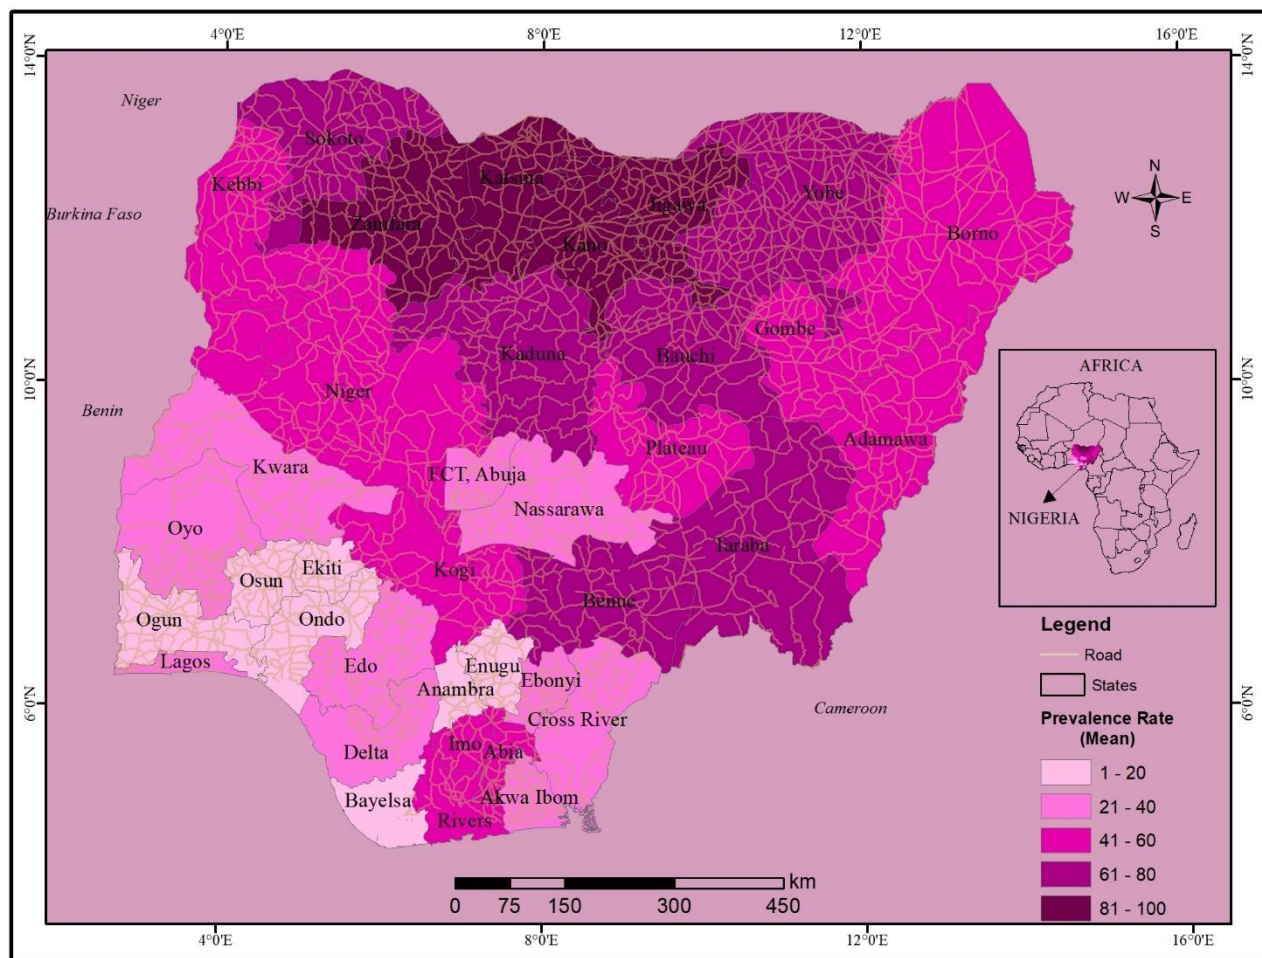 4°0'E 8°0'E 12°0'E 16°0'E
14°0'N 14°0'N
Niger
Sokoto
Katsina
Kebbi
Jigawa
Yobe
Burkina Faso
Zamfara
Kano
Borno
N
W E
S
Gombe
Kaduna
Bauchi
10°0'N 10°0'N
Niger
Benin
Adamawa
Plateau
Kwara
FCT, Abuja
Nassarawa
Oyo
Taraba
Kogi
Ekiti
Osun
Benue
Ogun
Ondo
Lagos
Edo
Enugu
Ebonyi
Anambra
6°0'N 6°0'N
Cross River
Cameroon
Delta
Imo
Abia
Bayelsa
Akwa Ibom
Rivers
AFRICA
NIGERIA
Legend
Road
States
Prevalence Rate
(Mean)
1 - 20
21 - 40
41 - 60
61 - 80
81 - 100
km
0 75 150 300 450
4°0'E 8°0'E 12°0'E 16°0'E